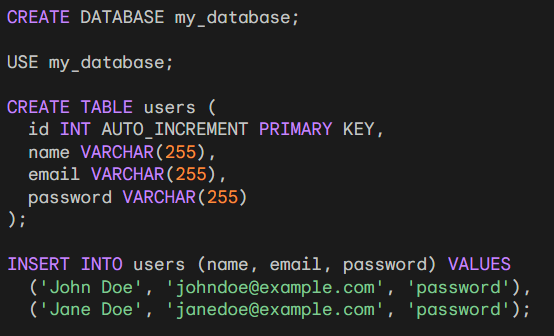 CREATE DATABASE my_database;
USE my_database;
CREATE TABLE users (
  id INT AUTO_INCREMENT PRIMARY KEY,
  name VARCHAR(255),
  email VARCHAR(255),
  password VARCHAR(255)
);
INSERT INTO users (name, email, password) VALUES
  ('John Doe', 'johndoe@example.com', 'password'),
  ('Jane Doe', 'janedoe@example.com', 'password');